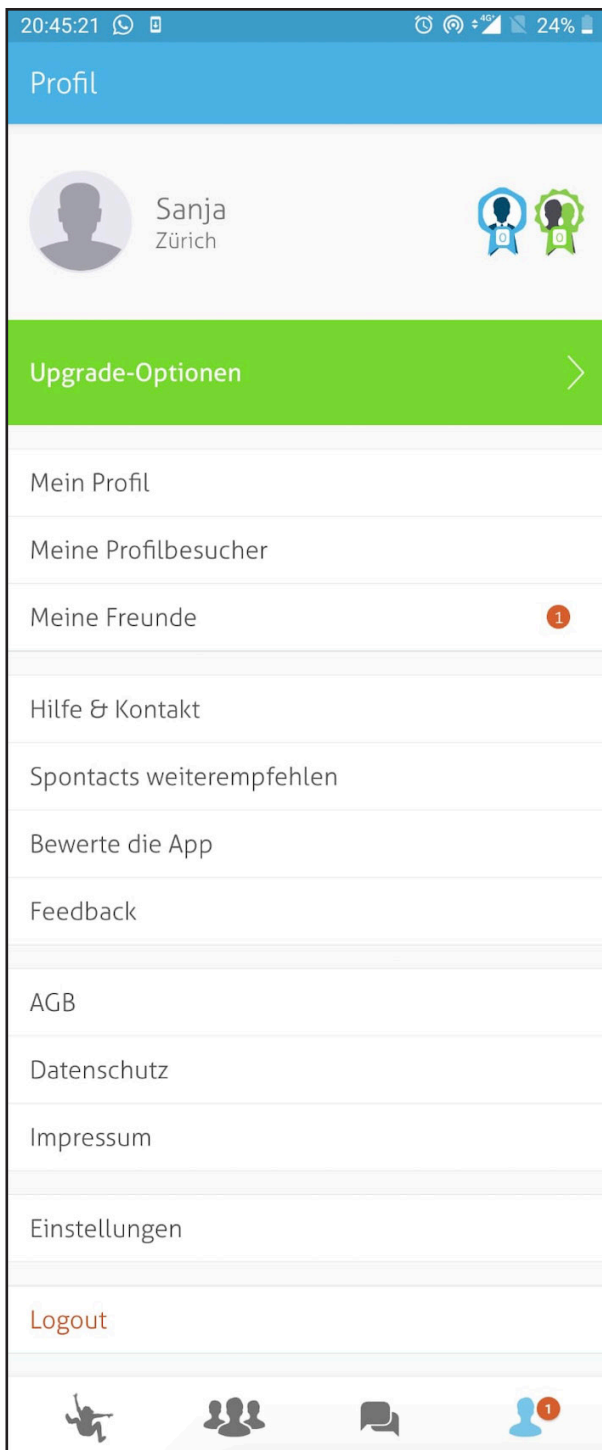 20:45:21 4G+ 24%
Profil
Sanja
Zürich
0 0
Upgrade-Optionen
Mein Profil
Meine Profilbesucher
Meine Freunde 1
Hilfe & Kontakt
Spontacts weiterempfehlen
Bewerte die App
Feedback
AGB
Datenschutz
Impressum
Einstellungen
Logout
1